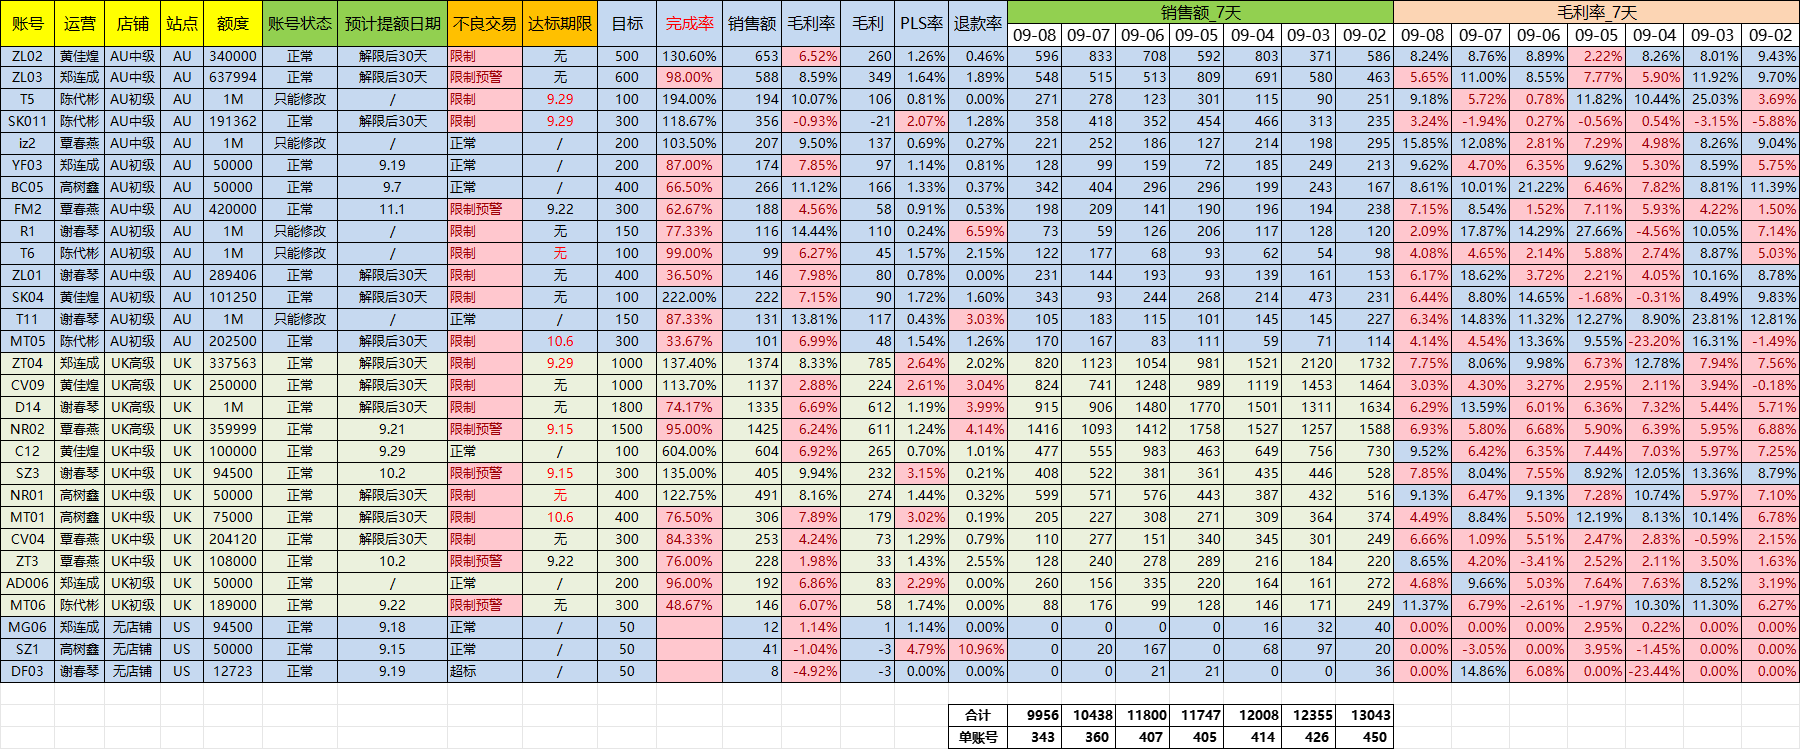 账号 运营 店铺 站点 额度 账号状态 预计提额日期 不良交易 达标期限 目标 完成率 销售额 毛利率 毛利 PLS率 退款率 销售额_7天 毛利率_7天
09-08 09-07 09-06 09-05 09-04 09-03 09-02 09-08 09-07 09-06 09-05 09-04 09-03 09-02
ZL02 黄佳煌 AU中级 AU 340000 正常 解限后30天 限制 无 500 130.60% 653 6.52% 260 1.26% 0.46% 596 833 708 592 803 371 586 8.24% 8.76% 8.89% 2.22% 8.26% 8.01% 9.43%
ZL03 郑连成 AU中级 AU 637994 正常 解限后30天 限制预警 无 600 98.00% 588 8.59% 349 1.64% 1.89% 548 515 513 809 691 580 463 5.65% 11.00% 8.55% 7.77% 5.90% 11.92% 9.70%
T5 陈代彬 AU初级 AU 1M 只能修改 / 限制 9.29 100 194.00% 194 10.07% 106 0.81% 0.00% 271 278 123 301 115 90 251 9.18% 5.72% 0.78% 11.82% 10.44% 25.03% 3.69%
SK011 陈代彬 AU中级 AU 191362 正常 解限后30天 限制 9.29 300 118.67% 356 -0.93% -21 2.07% 1.28% 358 418 352 454 466 313 235 3.24% -1.94% 0.27% -0.56% 0.54% -3.15% -5.88%
iz2 覃春燕 AU中级 AU 1M 只能修改 / 正常 / 200 103.50% 207 9.50% 137 0.69% 0.27% 221 252 186 127 214 198 295 15.85% 12.08% 2.81% 7.29% 4.98% 8.26% 9.04%
YF03 郑连成 AU初级 AU 50000 正常 9.19 正常 / 200 87.00% 174 7.85% 97 1.14% 0.81% 128 99 159 72 185 249 213 9.62% 4.70% 6.35% 9.62% 5.30% 8.59% 5.75%
BC05 高树鑫 AU初级 AU 50000 正常 9.7 正常 / 400 66.50% 266 11.12% 166 1.33% 0.37% 342 404 296 296 199 243 167 8.61% 10.01% 21.22% 6.46% 7.82% 8.81% 11.39%
FM2 覃春燕 AU中级 AU 420000 正常 11.1 限制预警 9.22 300 62.67% 188 4.56% 58 0.91% 0.53% 198 209 141 190 196 194 238 7.15% 8.54% 1.52% 7.11% 5.93% 4.22% 1.50%
R1 谢春琴 AU初级 AU 1M 只能修改 / 限制 无 150 77.33% 116 14.44% 110 0.24% 6.59% 73 59 126 206 117 128 120 2.09% 17.87% 14.29% 27.66% -4.56% 10.05% 7.14%
T6 陈代彬 AU初级 AU 1M 只能修改 / 限制 无 100 99.00% 99 6.27% 45 1.57% 2.15% 122 177 68 93 62 54 98 4.08% 4.65% 2.14% 5.88% 2.74% 8.87% 5.03%
ZL01 谢春琴 AU中级 AU 289406 正常 解限后30天 限制 无 400 36.50% 146 7.98% 80 0.78% 0.00% 231 144 193 93 139 161 153 6.17% 18.62% 3.72% 2.21% 4.05% 10.16% 8.78%
SK04 黄佳煌 AU初级 AU 101250 正常 解限后30天 限制 无 100 222.00% 222 7.15% 90 1.72% 1.60% 343 93 244 268 214 473 231 6.44% 8.80% 14.65% -1.68% -0.31% 8.49% 9.83%
T11 谢春琴 AU初级 AU 1M 只能修改 / 正常 / 150 87.33% 131 13.81% 117 0.43% 3.03% 105 183 115 101 145 145 227 6.34% 14.83% 11.32% 12.27% 8.90% 23.81% 12.81%
MT05 陈代彬 AU初级 AU 202500 正常 解限后30天 限制 10.6 300 33.67% 101 6.99% 48 1.54% 1.26% 170 167 83 111 59 71 114 4.14% 4.54% 13.36% 9.55% -23.20% 16.31% -1.49%
ZT04 郑连成 UK高级 UK 337563 正常 解限后30天 限制 9.29 1000 137.40% 1374 8.33% 785 2.64% 2.02% 820 1123 1054 981 1521 2120 1732 7.75% 8.06% 9.98% 6.73% 12.78% 7.94% 7.56%
CV09 黄佳煌 UK高级 UK 250000 正常 解限后30天 限制 无 1000 113.70% 1137 2.88% 224 2.61% 3.04% 824 741 1248 989 1119 1453 1464 3.03% 4.30% 3.27% 2.95% 2.11% 3.94% -0.18%
D14 谢春琴 UK高级 UK 1M 正常 解限后30天 限制 无 1800 74.17% 1335 6.69% 612 1.19% 3.99% 915 906 1480 1770 1501 1311 1634 6.29% 13.59% 6.01% 6.36% 7.32% 5.44% 5.71%
NR02 覃春燕 UK高级 UK 359999 正常 9.21 限制预警 9.15 1500 95.00% 1425 6.24% 611 1.24% 4.14% 1416 1093 1412 1758 1527 1257 1588 6.93% 5.80% 6.68% 5.90% 6.39% 5.95% 6.88%
C12 黄佳煌 UK中级 UK 100000 正常 9.29 正常 / 100 604.00% 604 6.92% 265 0.70% 1.01% 477 555 983 463 649 756 730 9.52% 6.42% 6.35% 7.44% 7.03% 5.97% 7.25%
SZ3 谢春琴 UK中级 UK 94500 正常 10.2 限制预警 9.15 300 135.00% 405 9.94% 232 3.15% 0.21% 408 522 381 361 435 446 528 7.85% 8.04% 7.55% 8.92% 12.05% 13.36% 8.79%
NR01 高树鑫 UK中级 UK 50000 正常 解限后30天 限制 无 400 122.75% 491 8.16% 274 1.44% 0.32% 599 571 576 443 387 432 516 9.13% 6.47% 9.13% 7.28% 10.74% 5.97% 7.10%
MT01 高树鑫 UK中级 UK 75000 正常 解限后30天 限制 10.6 400 76.50% 306 7.89% 179 3.02% 0.19% 205 227 308 271 309 364 374 4.49% 8.84% 5.50% 12.19% 8.13% 10.14% 6.78%
CV04 覃春燕 UK中级 UK 204120 正常 解限后30天 限制 无 300 84.33% 253 4.24% 73 1.29% 0.79% 110 277 151 340 345 301 249 6.66% 1.09% 5.51% 2.47% 2.83% -0.59% 2.15%
ZT3 覃春燕 UK中级 UK 108000 正常 10.2 限制预警 9.22 300 76.00% 228 1.98% 33 1.43% 2.55% 128 240 278 289 216 184 220 8.65% 4.20% -3.41% 2.52% 2.11% 3.50% 1.63%
AD006 郑连成 UK初级 UK 50000 正常 / 正常 / 200 96.00% 192 6.86% 83 2.29% 0.00% 260 156 335 220 164 161 272 4.68% 9.66% 5.03% 7.64% 7.63% 8.52% 3.19%
MT06 陈代彬 UK初级 UK 189000 正常 9.22 限制预警 无 300 48.67% 146 6.07% 58 1.74% 0.00% 88 176 99 128 146 171 249 11.37% 6.79% -2.61% -1.97% 10.30% 11.30% 6.27%
MG06 郑连成 无店铺 US 94500 正常 9.18 正常 / 50 12 1.14% 1 1.14% 0.00% 0 0 0 0 16 32 40 0.00% 0.00% 0.00% 2.95% 0.22% 0.00% 0.00%
SZ1 高树鑫 无店铺 US 50000 正常 9.15 正常 / 50 41 -1.04% -3 4.79% 10.96% 0 20 167 0 68 97 20 0.00% -3.05% 0.00% 3.95% -1.45% 0.00% 0.00%
DF03 谢春琴 无店铺 US 12723 正常 9.19 超标 / 50 8 -4.92% -3 0.00% 0.00% 0 0 21 21 0 0 36 0.00% 14.86% 6.08% 0.00% -23.44% 0.00% 0.00%
合计 9956 10438 11800 11747 12008 12355 13043
单账号 343 360 407 405 414 426 450